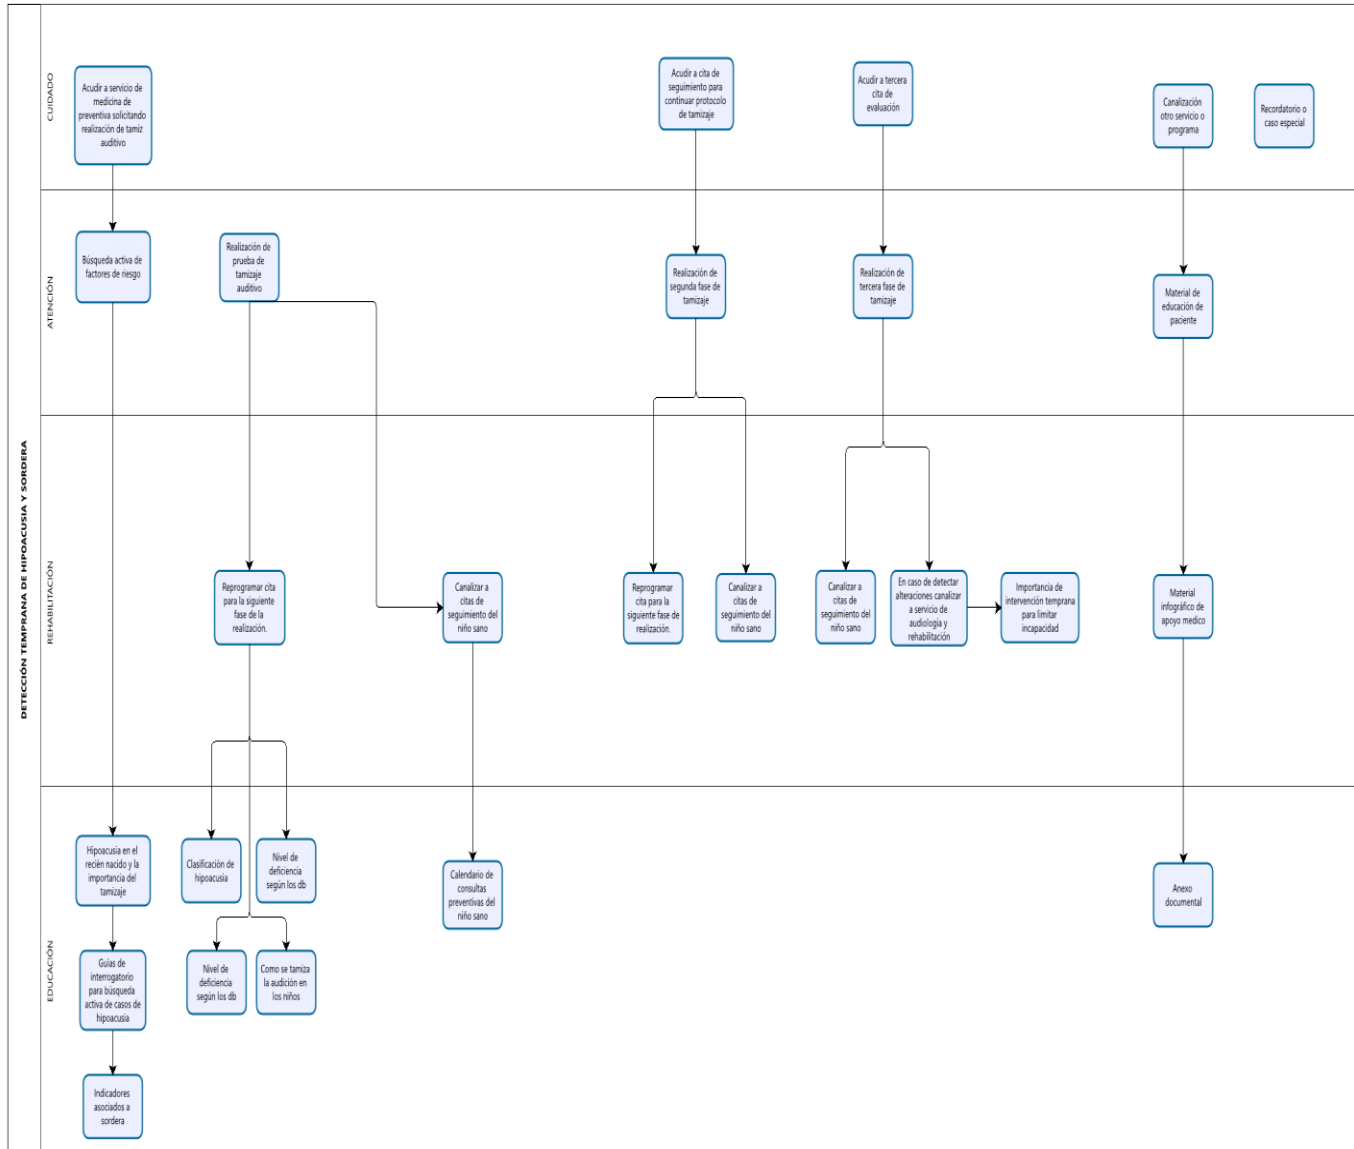 DETECCIÓN TEMPRANA DE HIPOACUSIA Y SORDERA
CUIDADO
Acudir a servicio de
medicina de
preventiva solicitando
realización de tamiz
auditivo
Acudir a cita de
seguimiento para
continuar protocolo
de tamizaje
Acudir a tercera
cita de
evaluación
Canalización
otro servicio o
programa
Recordatorio o
caso especial
ATENCIÓN
Búsqueda activa de
factores de riesgo
Realización de
prueba de
tamizaje
auditivo
Realización de
segunda fase de
tamizaje
Realización de
tercera fase de
tamizaje
Material de
educación de
paciente
REHABILITACIÓN
Reprogramar cita
para la siguiente
fase de la
realización.
Canalizar a
citas de
seguimiento del
niño sano
Reprogramar
cita para la
siguiente fase de
realización.
Canalizar a
citas de
seguimiento del
niño sano
Canalizar a
citas de
seguimiento del
niño sano
En caso de detectar
alteraciones canalizar
a servicio de
audiología y
rehabilitación
Importancia de
intervención temprana
para limitar
incapacidad
Material
infográfico de
apoyo medico
EDUCACIÓN
Hipoacusia en el
recién nacido y la
importancia del
tamizaje
Clasificación de
hipoacusia
Nivel de
deficiencia
según los db
Calendario de
consultas
preventivas del
niño sano
Anexo
documental
Guias de
interrogatorio
para búsqueda
activa de casos de
hipoacusia
Nivel de
deficiencia
según los db
Como se tamiza
la audición en
los niños
Indicadores
asociados a
sordera